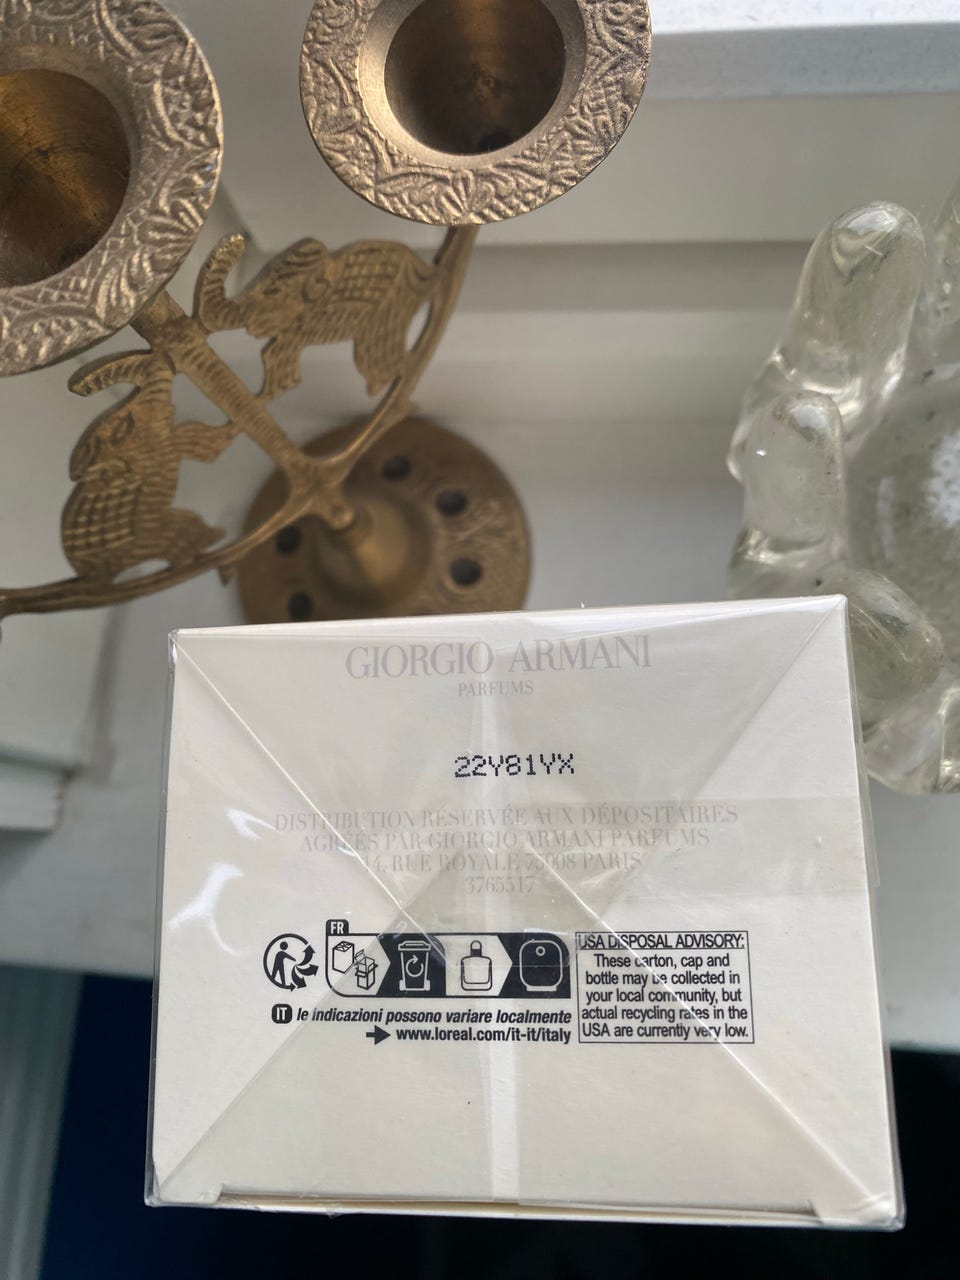 GIORGIO ARMANI
PARFUMS
22Y81YX
DISTRIBUTION RÉSERVÉE AUX DÉPOSITAIRES
AGRÉÉS PAR GIORGIO ARMANI PARFUMS
14, RUE ROYALE 75008 PARIS
3765517
FR
USA DISPOSAL ADVISORY:
These carton, cap and
bottle may be collected in
your local community, but
actual recycling rates in the
USA are currently very low.
IT le indicazioni possono variare localmente
www.loreal.com/it-it/italy